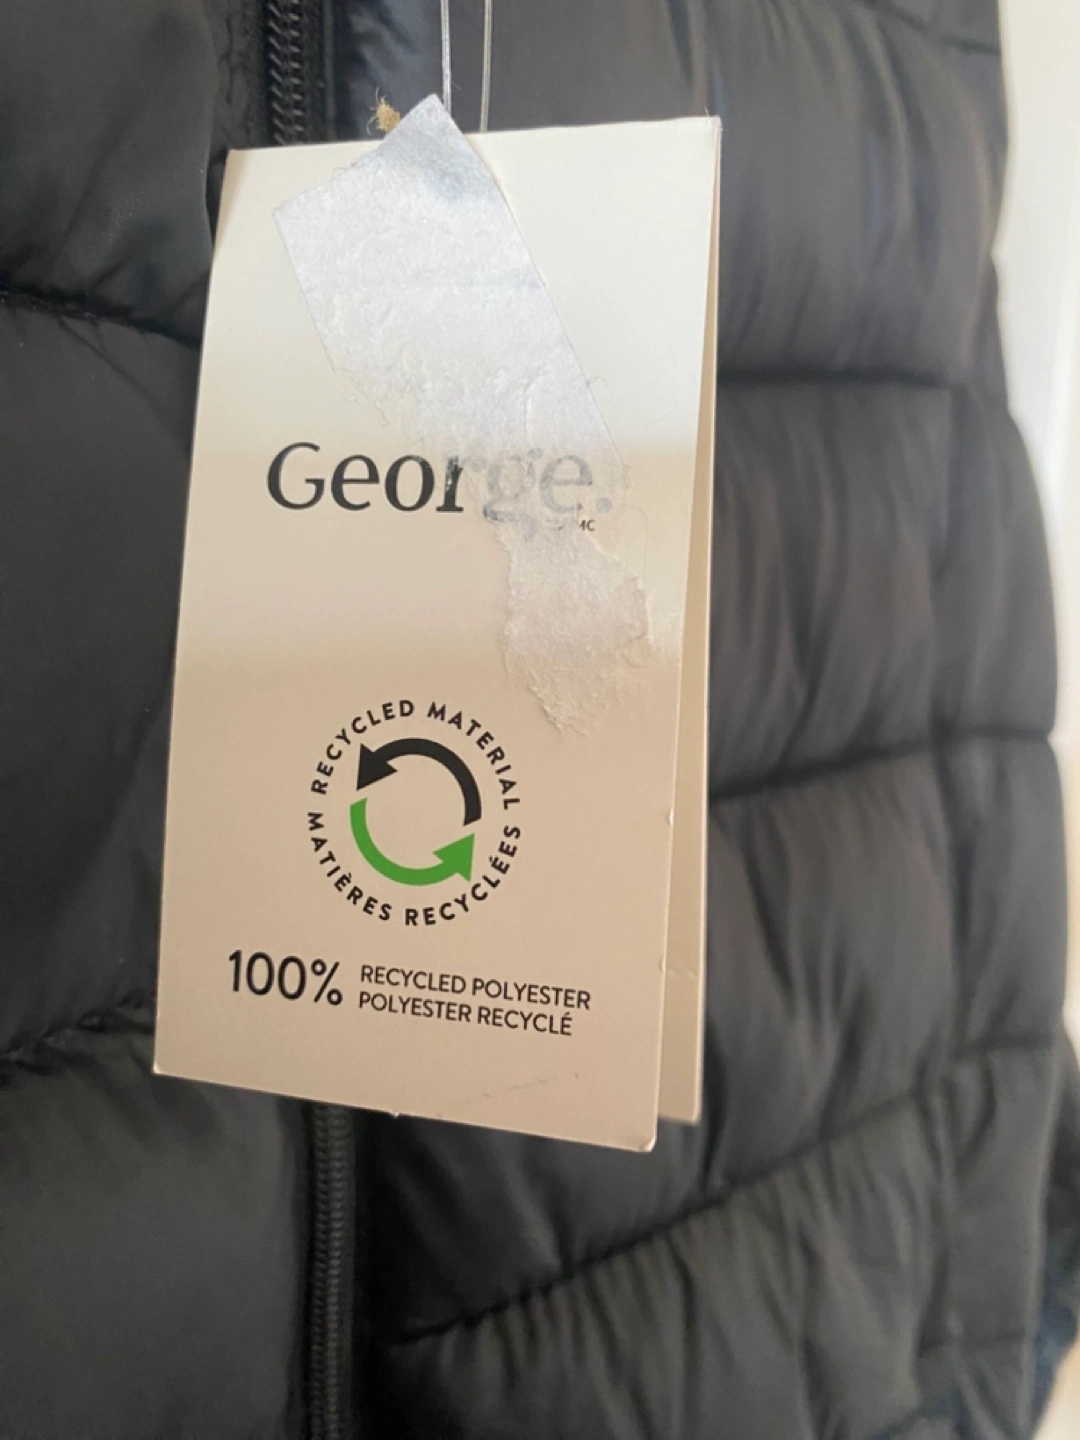 George.
MC
RECYCLED MATERIAL
MATIÈRES RECYCLÉES
100%
RECYCLED POLYESTER
POLYESTER RECYCLÉ